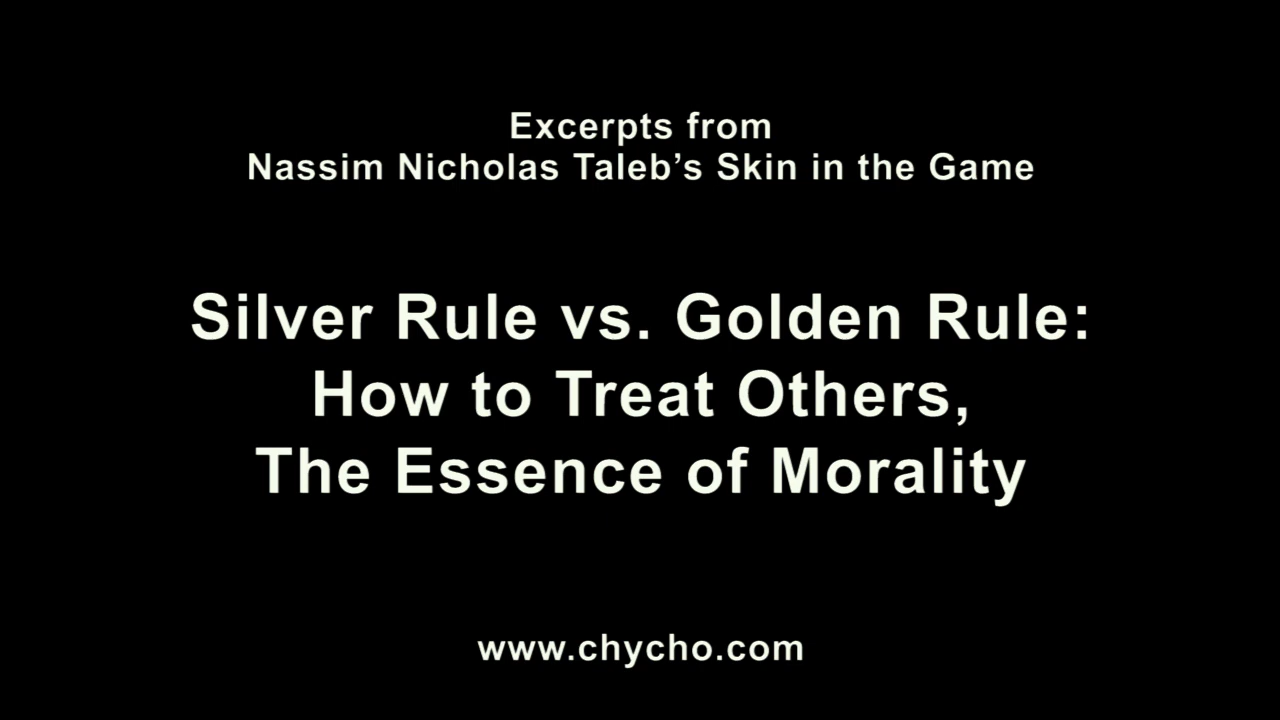 Excerpts from
Nassim Nicholas Taleb’s Skin in the Game
Silver Rule vs. Golden Rule:
How to Treat Others,
The Essence of Morality
www.chycho.com